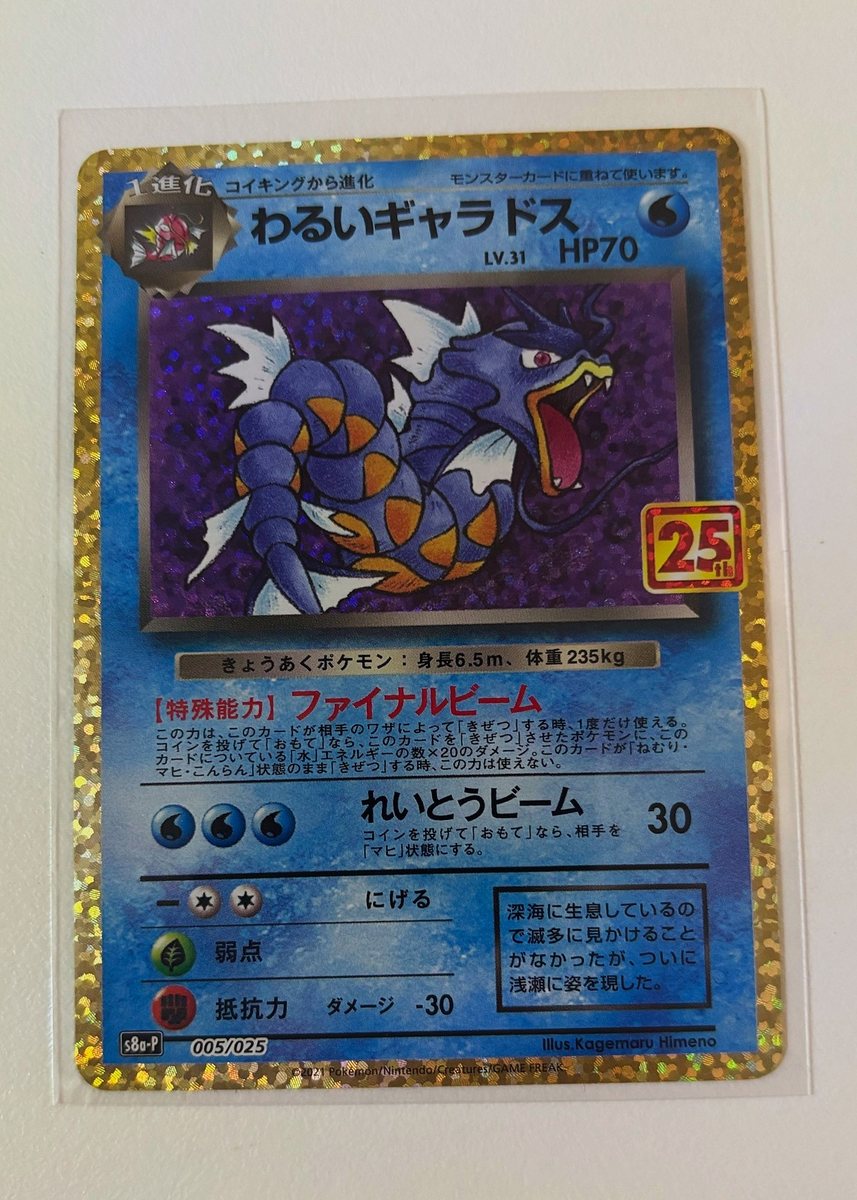 1進化
コイキングから進化
モンスターカードに重ねて使います。
わるいギャラドス
LV.31 HP70
25th
きょうあくポケモン：身長6.5m、体重235kg
【特殊能力】ファイナルビーム
この力は、このカードが相手のワザによって「きぜつ」する時、1度だけ使える。
コインを投げて「おもて」なら、このカードを「きぜつ」させたポケモンに、この
カードについている「水」エネルギーの数×20のダメージ。このカードが「ねむり・
マヒ・こんらん」状態のまま「きぜつ」する時、この力は使えない。
れいとうビーム 30
コインを投げて「おもて」なら、相手を
「マヒ」状態にする。
にげる
弱点
抵抗力 ダメージ -30
深海に生息しているの
で滅多に見かけること
がなかったが、ついに
浅瀬に姿を現した。
s8a-P 005/025
Illus.Kagemaru Himeno
©2021 Pokémon/Nintendo/Creatures/GAME FREAK.